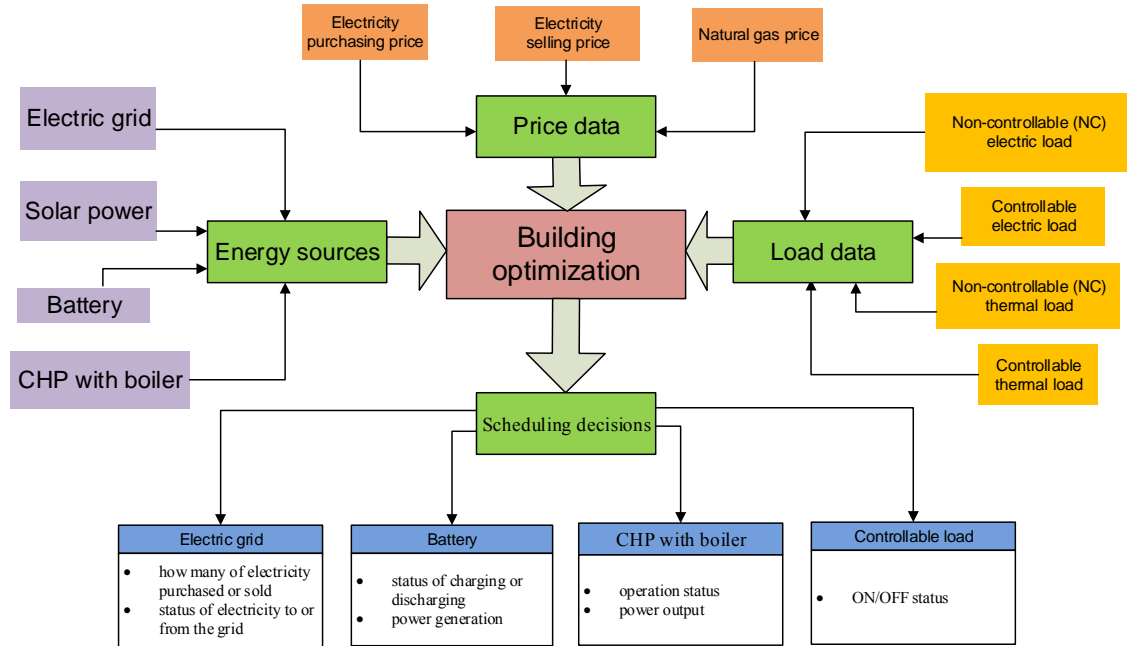 Electricity
purchasing price
Electricity
selling price
Natural gas price
Price data
Electric grid
Solar power
Battery
CHP with boiler
Energy sources
Building
optimization
Load data
Non-controllable (NC)
electric load
Controllable
electric load
Non-controllable (NC)
thermal load
Controllable
thermal load
Scheduling decisions
Electric grid
• how many of electricity
purchased or sold
• status of electricity to or
from the grid
Battery
• status of charging or
discharging
• power generation
CHP with boiler
• operation status
• power output
Controllable load
• ON/OFF status